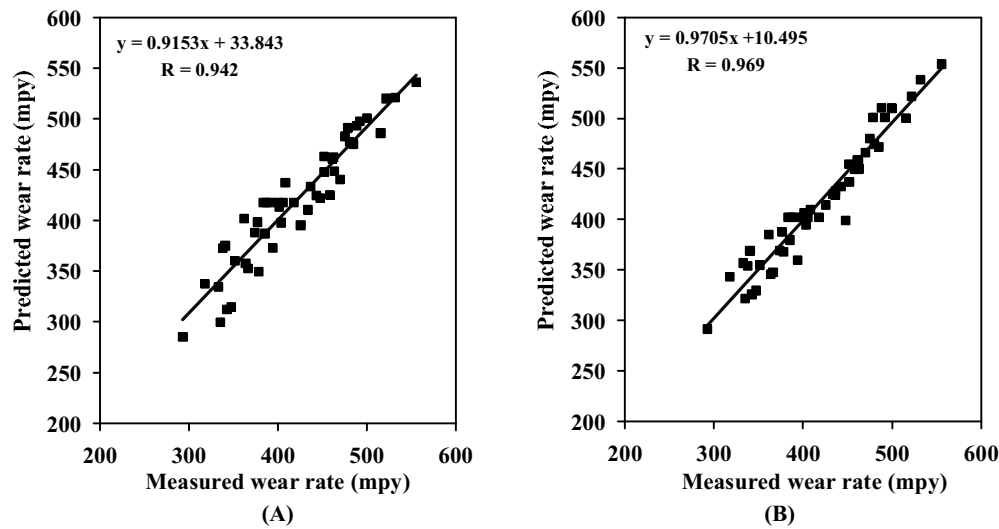 600
550
500
450
400
350
300
250
200
200
300
400
500
600
Predicted wear rate (mpy)
Measured wear rate (mpy)
y = 0.9153x + 33.843
R = 0.942
(A)
600
550
500
450
400
350
300
250
200
200
300
400
500
600
Predicted wear rate (mpy)
Measured wear rate (mpy)
y = 0.9705x +10.495
R = 0.969
(B)